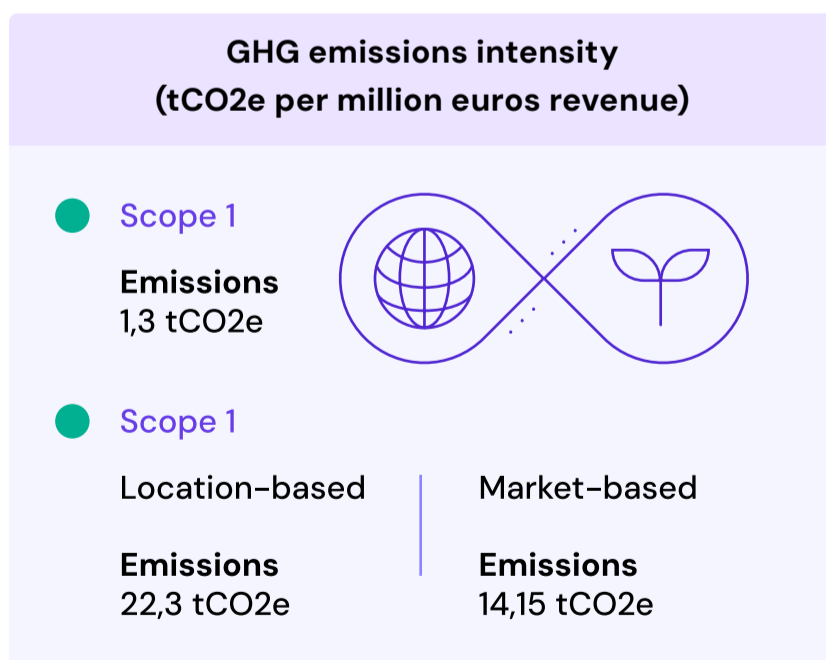 GHG emissions intensity
(tCO2e per million euros revenue)
Scope 1
Emissions
1,3 tCO2e
Scope 1
Location-based
Emissions
22,3 tCO2e
Market-based
Emissions
14,15 tCO2e